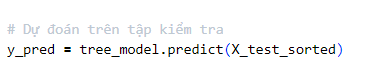 # Dự đoán trên tập kiểm tra
y_pred = tree_model.predict(X_test_sorted)